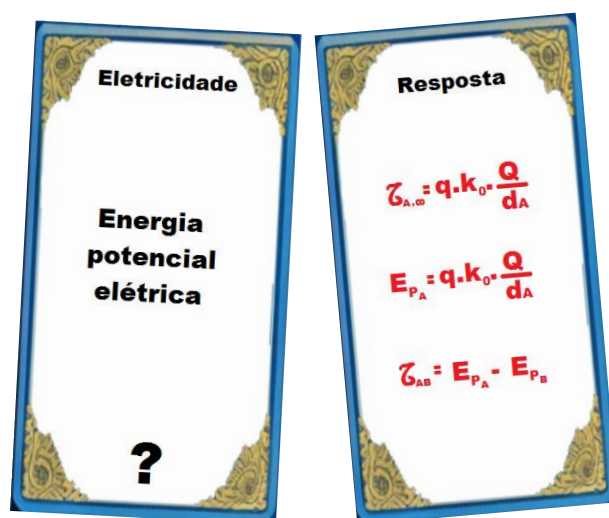 Eletricidade
Energia
potencial
elétrica
?
Resposta
τA,∞ = q.k₀. Q/dA
EPA = q.k₀. Q/dA
τAB = EPA - EPB